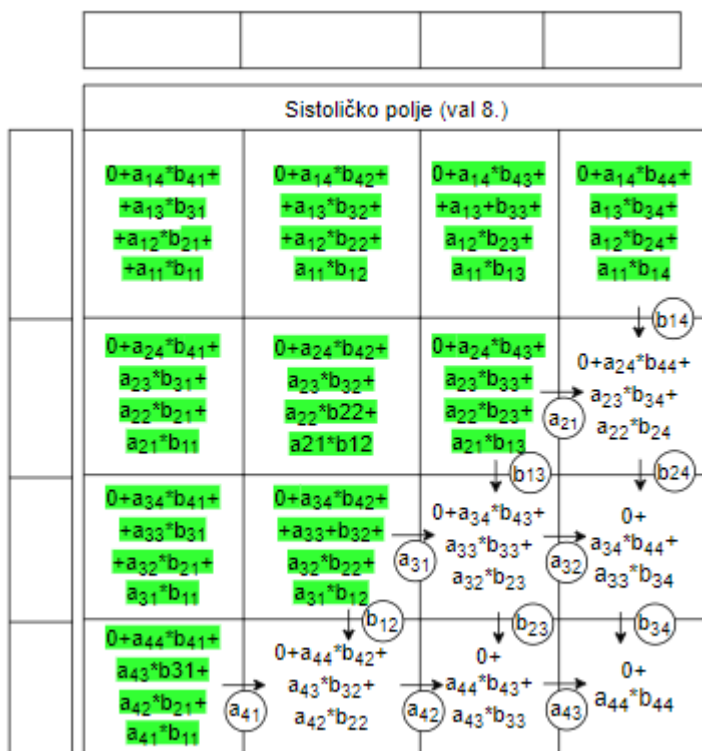 Sistoličko polje (val 8.)
0+a₁₄*b₄₁+
+a₁₃*b₃₁
+a₁₂*b₂₁+
+a₁₁*b₁₁
0+a₁₄*b₄₂+
+a₁₃*b₃₂+
+a₁₂*b₂₂+
a₁₁*b₁₂
0+a₁₄*b₄₃+
+a₁₃+b₃₃+
a₁₂*b₂₃+
a₁₁*b₁₃
0+a₁₄*b₄₄+
a₁₃*b₃₄+
a₁₂*b₂₄+
a₁₁*b₁₄
b14
0+a₂₄*b₄₁+
a₂₃*b₃₁+
a₂₂*b₂₁+
a₂₁*b₁₁
0+a₂₄*b₄₂+
a₂₃*b₃₂+
a₂₂*b22+
a21*b12
0+a₂₄*b₄₃+
a₂₃*b₃₃+
a₂₂*b₂₃+
a₂₁*b₁₃
a₂₁
0+a₂₄*b₄₄+
a₂₃*b₃₄+
a₂₂*b₂₄
b₁₃
b₂₄
0+a₃₄*b₄₁+
+a₃₃*b₃₁
+a₃₂*b₂₁+
a₃₁*b₁₁
0+a₃₄*b₄₂+
+a₃₃+b₃₂+
a₃₂*b₂₂+
a₃₁*b₁₂
a₃₁
0+a₃₄*b₄₃+
a₃₃*b₃₃+
a₃₂*b₂₃
a₃₂
0+
a₃₄*b₄₄+
a₃₃*b₃₄
b₁₂
b₂₃
b₃₄
0+a₄₄*b₄₁+
a₄₃*b31+
a₄₂*b₂₁+
a₄₁*b₁₁
a₄₁
0+a₄₄*b₄₂+
a₄₃*b₃₂+
a₄₂*b₂₂
a₄₂
0+
a₄₄*b₄₃+
a₄₃*b₃₃
a₄₃
0+
a₄₄*b₄₄